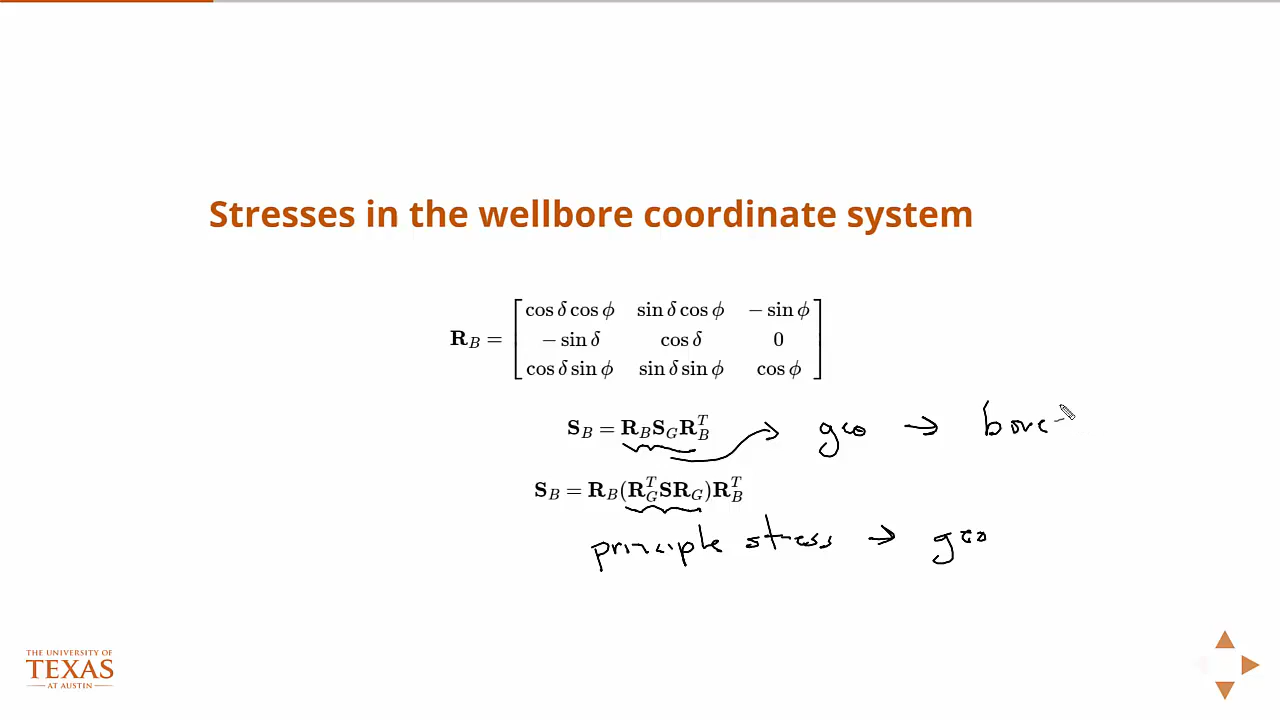 Stresses in the wellbore coordinate system
R_B = [ cos δ cos ϕ   sin δ cos ϕ   − sin ϕ
− sin δ   cos δ   0
cos δ sin ϕ   sin δ sin ϕ   cos ϕ ]
S_B = R_B S_G R_B^T → geo → bore
S_B = R_B(R_G^T S R_G)R_B^T
principle stress → geo
THE UNIVERSITY OF
TEXAS
AT AUSTIN